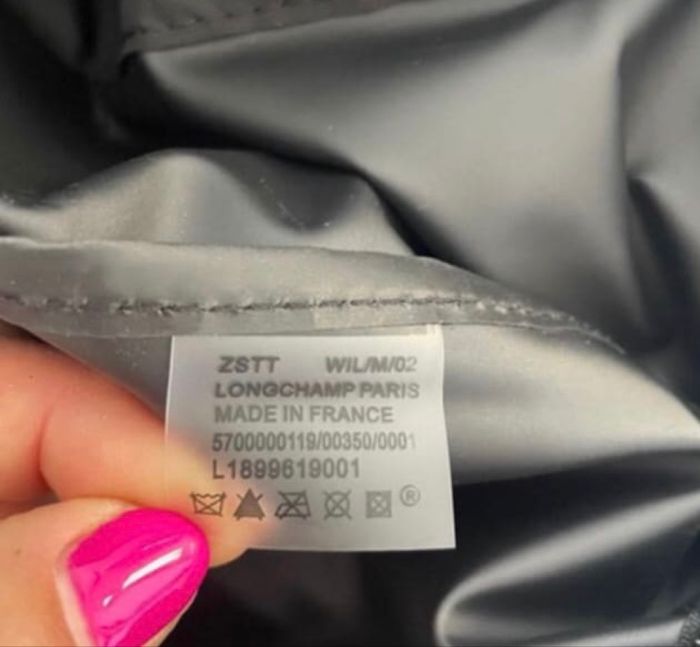 ZSTT WIL/M/02
LONGCHAMP PARIS
MADE IN FRANCE
5700000119/00350/0001
L1899619001
®